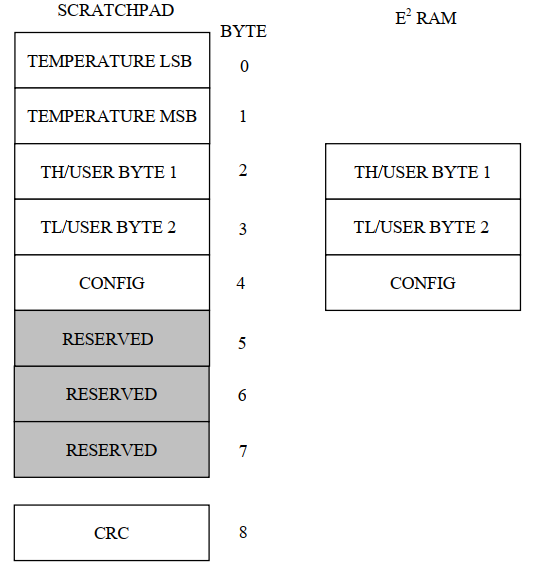 SCRATCHPAD
BYTE
E² RAM
TEMPERATURE LSB 0
TEMPERATURE MSB 1
TH/USER BYTE 1 2 TH/USER BYTE 1
TL/USER BYTE 2 3 TL/USER BYTE 2
CONFIG 4 CONFIG
RESERVED 5
RESERVED 6
RESERVED 7
CRC 8